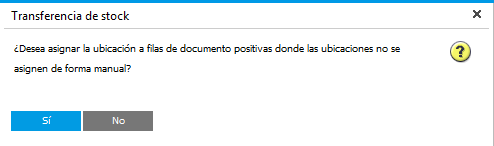 Transferencia de stock
¿Desea asignar la ubicación a filas de documento positivas donde las ubicaciones no se
asignen de forma manual?
Sí
No